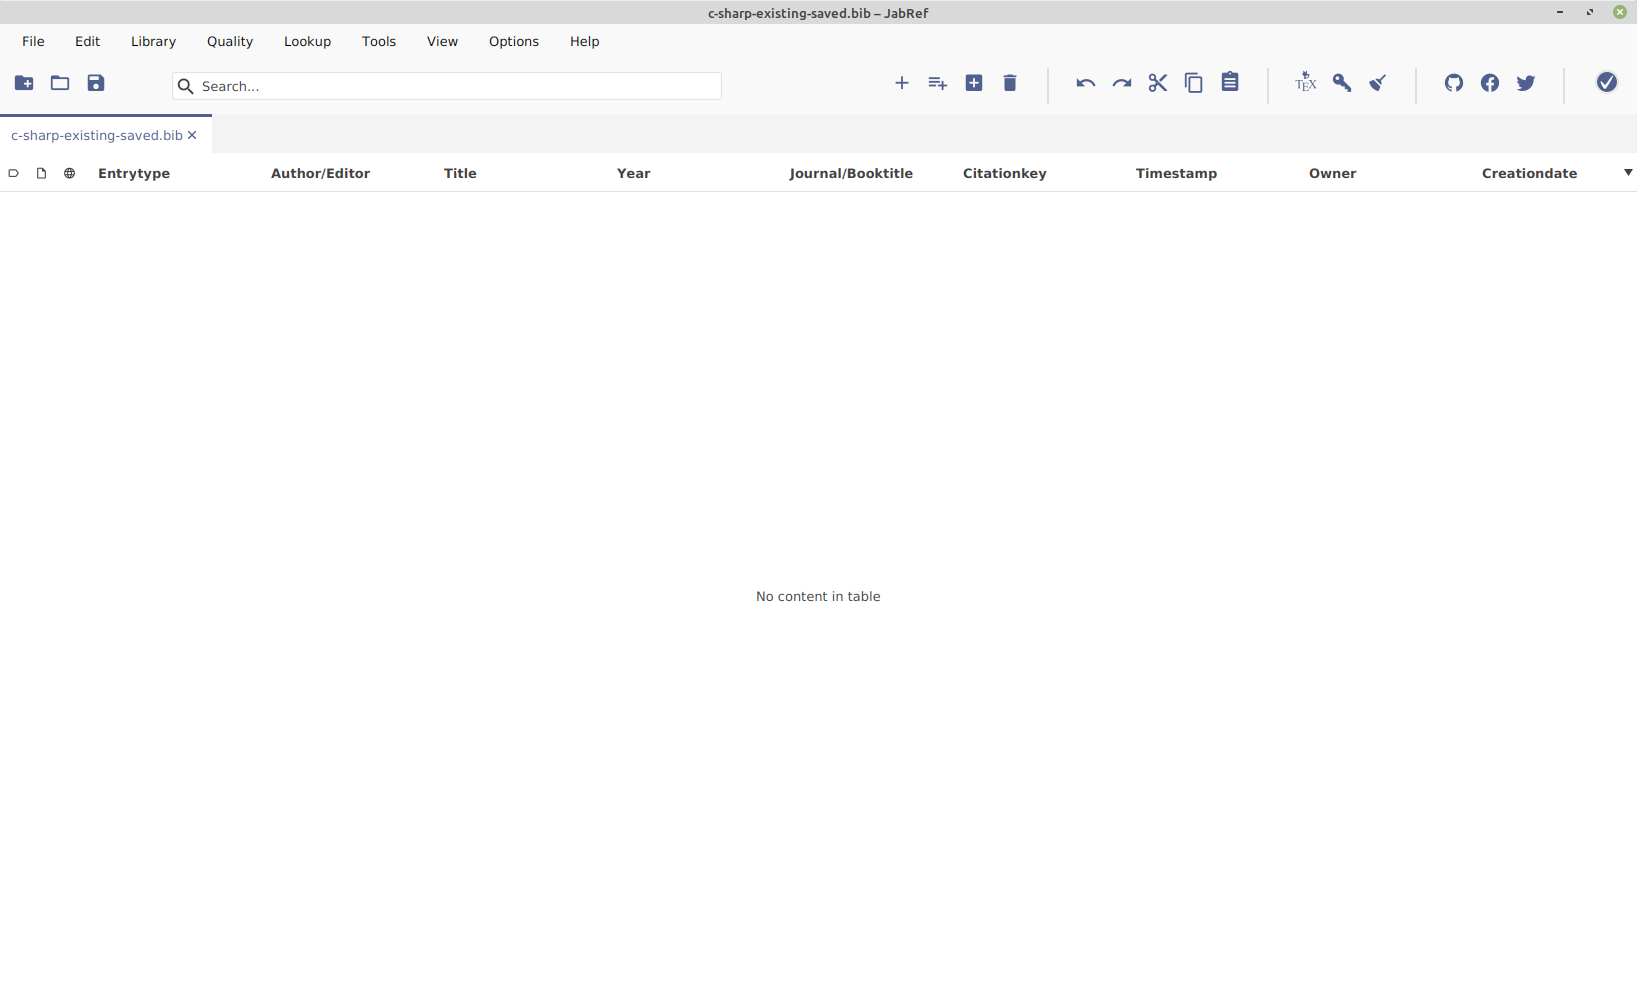 c-sharp-existing-saved.bib – JabRef
File Edit Library Quality Lookup Tools View Options Help
Search...
TEX
c-sharp-existing-saved.bib
Entrytype Author/Editor Title Year Journal/Booktitle Citationkey Timestamp Owner Creationdate
No content in table